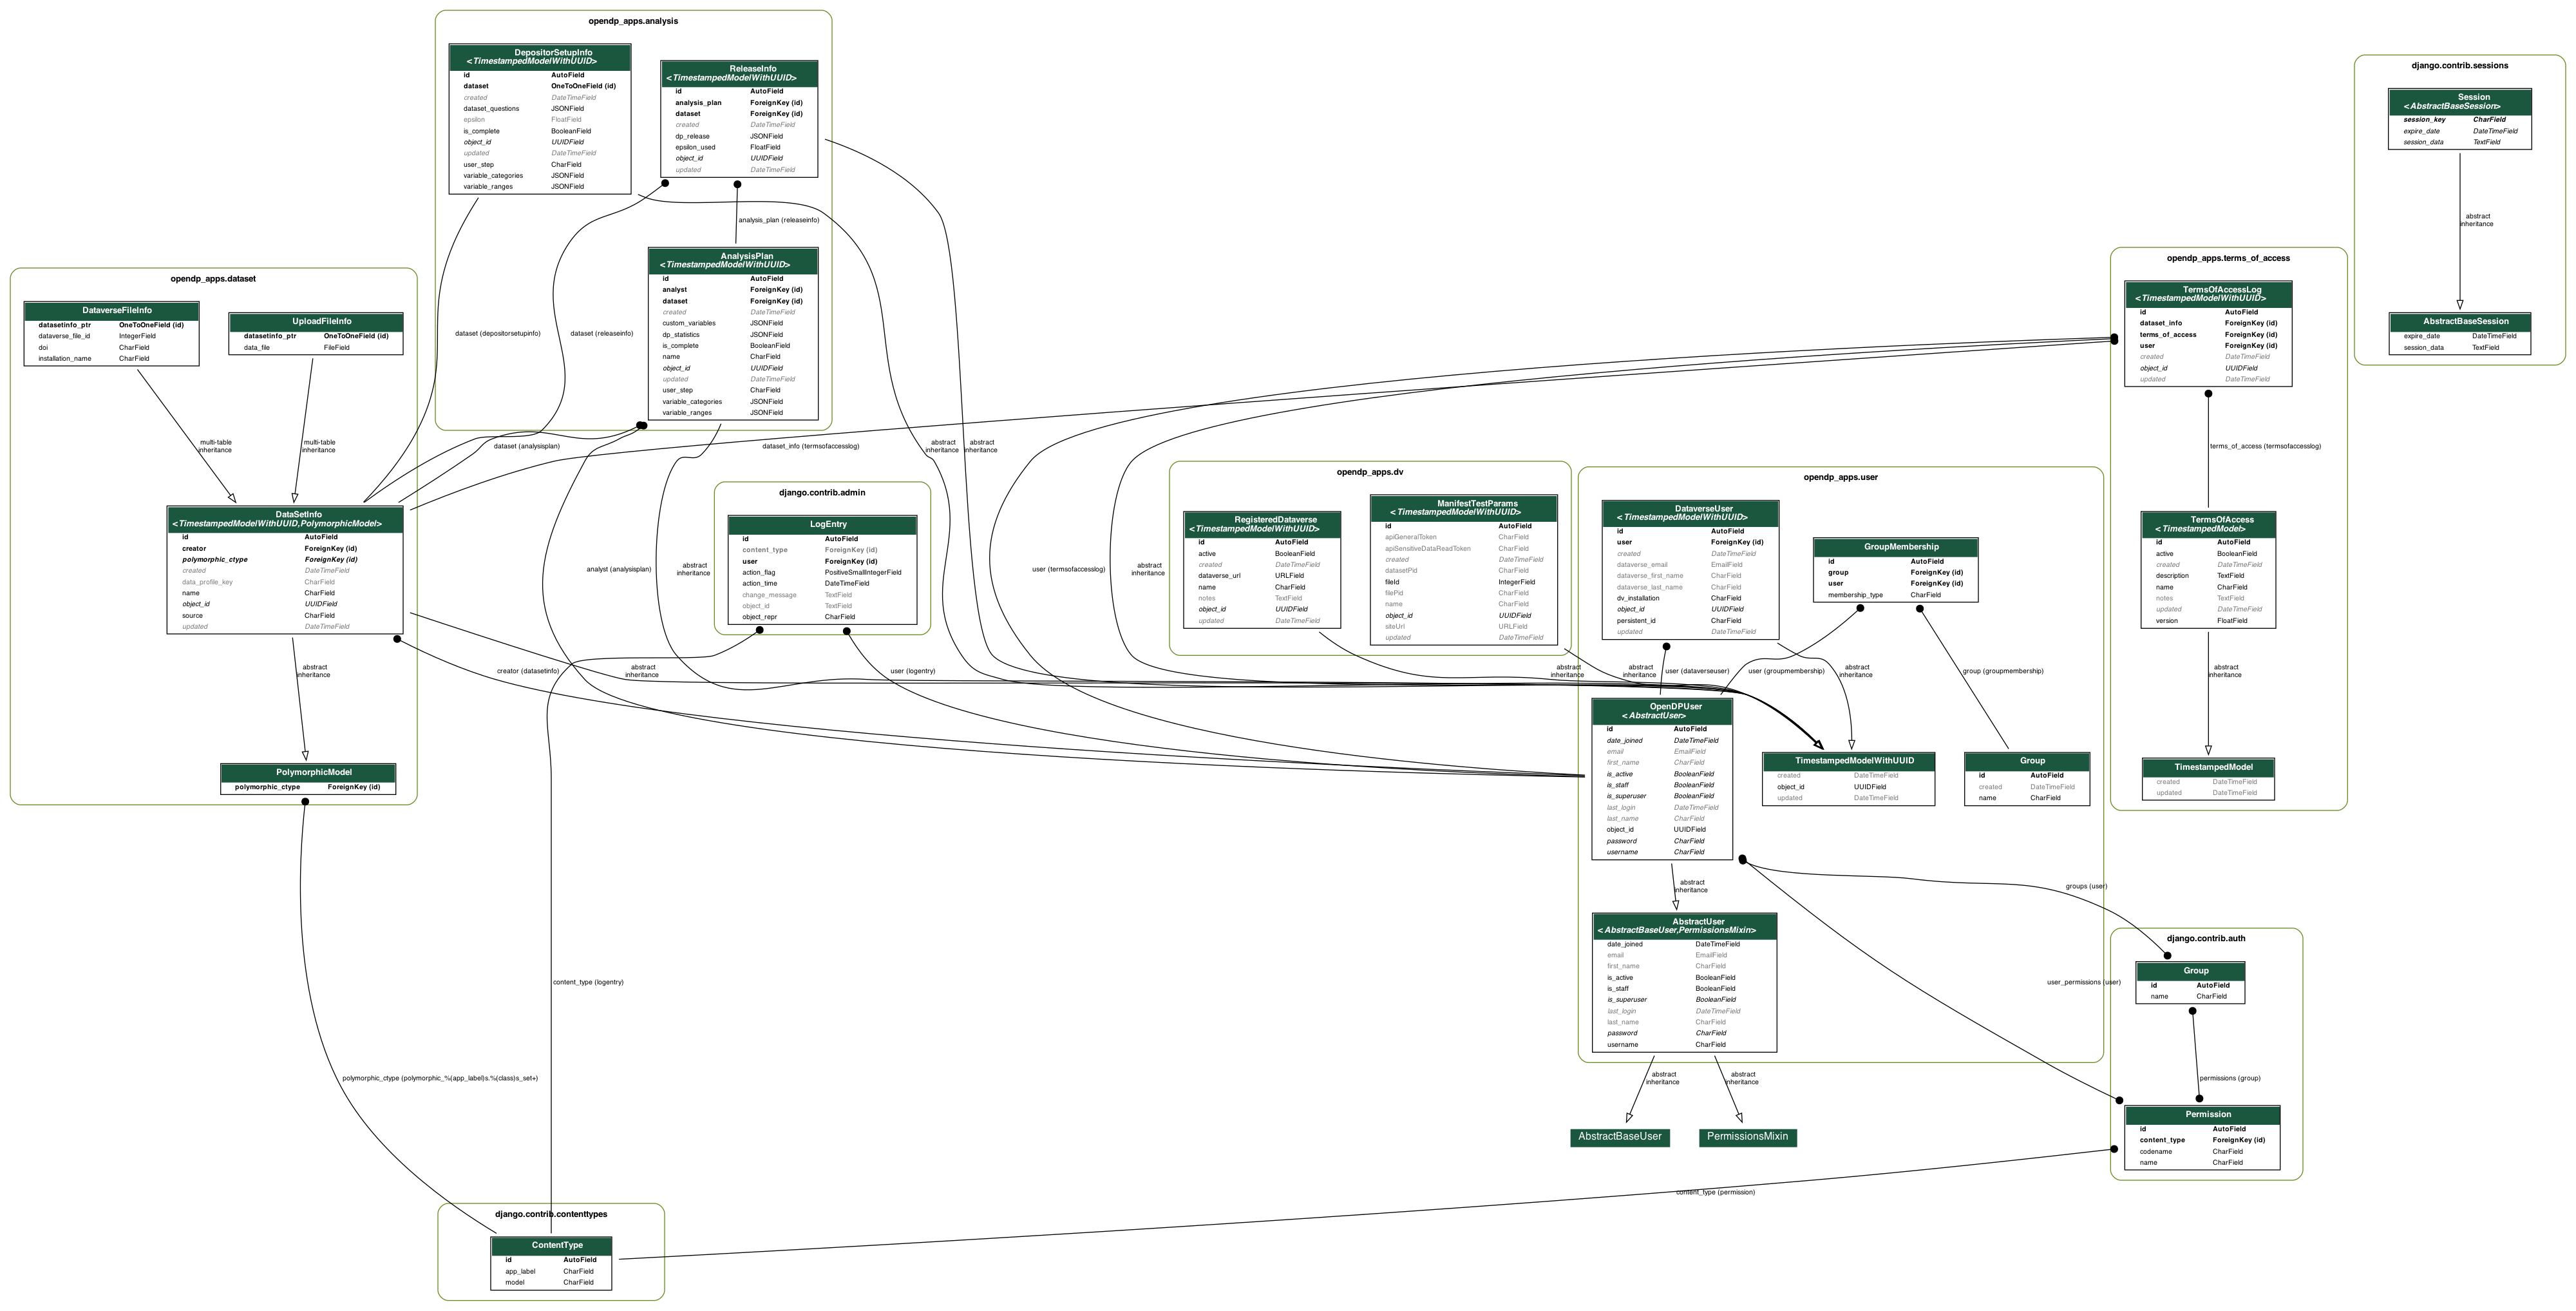 opendp_apps.analysis
DepositorSetupInfo
<TimestampedModelWithUUID>
id AutoField
dataset OneToOneField (id)
created DateTimeField
dataset_questions JSONField
epsilon FloatField
is_complete BooleanField
object_id UUIDField
updated DateTimeField
user_step CharField
variable_categories JSONField
variable_ranges JSONField
ReleaseInfo
<TimestampedModelWithUUID>
id AutoField
analysis_plan ForeignKey (id)
dataset ForeignKey (id)
created DateTimeField
dp_release JSONField
epsilon_used FloatField
object_id UUIDField
updated DateTimeField
analysis_plan (releaseinfo)
AnalysisPlan
<TimestampedModelWithUUID>
id AutoField
analyst ForeignKey (id)
dataset ForeignKey (id)
created DateTimeField
custom_variables JSONField
dp_statistics JSONField
is_complete BooleanField
name CharField
object_id UUIDField
updated DateTimeField
user_step CharField
variable_categories JSONField
variable_ranges JSONField
django.contrib.sessions
Session
<AbstractBaseSession>
session_key CharField
expire_date DateTimeField
session_data TextField
abstract
inheritance
AbstractBaseSession
expire_date DateTimeField
session_data TextField
opendp_apps.terms_of_access
TermsOfAccessLog
<TimestampedModelWithUUID>
id AutoField
dataset_info ForeignKey (id)
terms_of_access ForeignKey (id)
user ForeignKey (id)
created DateTimeField
object_id UUIDField
updated DateTimeField
terms_of_access (termsofaccesslog)
TermsOfAccess
<TimestampedModel>
id AutoField
active BooleanField
created DateTimeField
description TextField
name CharField
notes TextField
updated DateTimeField
version FloatField
abstract
inheritance
TimestampedModel
created DateTimeField
updated DateTimeField
opendp_apps.dataset
DataverseFileInfo
datasetinfo_ptr OneToOneField (id)
dataverse_file_id IntegerField
doi CharField
installation_name CharField
UploadFileInfo
datasetinfo_ptr OneToOneField (id)
data_file FileField
multi-table
inheritance
multi-table
inheritance
dataset (depositorsetupinfo)
dataset (releaseinfo)
dataset (analysisplan)
dataset_info (termsofaccesslog)
abstract
inheritance
abstract
inheritance
DataSetInfo
<TimestampedModelWithUUID,PolymorphicModel>
id AutoField
creator ForeignKey (id)
polymorphic_ctype ForeignKey (id)
created DateTimeField
data_profile_key CharField
name CharField
object_id UUIDField
source CharField
updated DateTimeField
abstract
inheritance
PolymorphicModel
polymorphic_ctype ForeignKey (id)
analyst (analysisplan)
abstract
inheritance
creator (datasetinfo)
abstract
inheritance
django.contrib.admin
LogEntry
id AutoField
content_type ForeignKey (id)
user ForeignKey (id)
action_flag PositiveSmallIntegerField
action_time DateTimeField
change_message TextField
object_id TextField
object_repr CharField
user (logentry)
user (termsofaccesslog)
abstract
inheritance
opendp_apps.dv
RegisteredDataverse
<TimestampedModelWithUUID>
id AutoField
active BooleanField
created DateTimeField
dataverse_url URLField
name CharField
notes TextField
object_id UUIDField
updated DateTimeField
ManifestTestParams
<TimestampedModelWithUUID>
id AutoField
apiGeneralToken CharField
apiSensitiveDataReadToken CharField
created DateTimeField
datasetPid CharField
fileId IntegerField
filePid CharField
name CharField
object_id UUIDField
siteUrl URLField
updated DateTimeField
abstract
inheritance
abstract
inheritance
opendp_apps.user
DataverseUser
<TimestampedModelWithUUID>
id AutoField
user ForeignKey (id)
created DateTimeField
dataverse_email EmailField
dataverse_first_name CharField
dataverse_last_name CharField
dv_installation CharField
object_id UUIDField
persistent_id CharField
updated DateTimeField
GroupMembership
id AutoField
group ForeignKey (id)
user ForeignKey (id)
membership_type CharField
user (dataverseuser)
user (groupmembership)
abstract
inheritance
group (groupmembership)
OpenDPUser
<AbstractUser>
id AutoField
date_joined DateTimeField
email EmailField
first_name CharField
is_active BooleanField
is_staff BooleanField
is_superuser BooleanField
last_login DateTimeField
last_name CharField
object_id UUIDField
password CharField
username CharField
TimestampedModelWithUUID
created DateTimeField
object_id UUIDField
updated DateTimeField
Group
id AutoField
created DateTimeField
name CharField
abstract
inheritance
AbstractUser
<AbstractBaseUser,PermissionsMixin>
date_joined DateTimeField
email EmailField
first_name CharField
is_active BooleanField
is_staff BooleanField
is_superuser BooleanField
last_login DateTimeField
last_name CharField
password CharField
username CharField
abstract
inheritance
abstract
inheritance
AbstractBaseUser
PermissionsMixin
groups (user)
user_permissions (user)
django.contrib.auth
Group
id AutoField
name CharField
permissions (group)
Permission
id AutoField
content_type ForeignKey (id)
codename CharField
name CharField
content_type (logentry)
polymorphic_ctype (polymorphic_%(app_label)s.%(class)s_set+)
content_type (permission)
django.contrib.contenttypes
ContentType
id AutoField
app_label CharField
model CharField